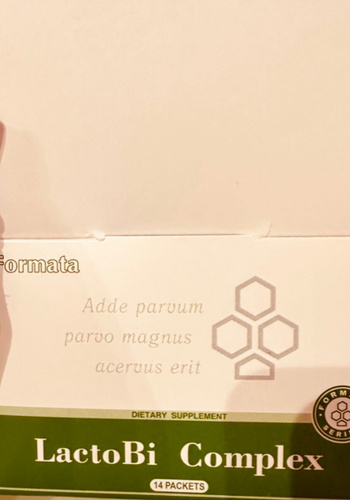 Formata
Adde parvum
parvo magnus
acervus erit
DIETARY SUPPLEMENT
LactoBi Complex
14 PACKETS